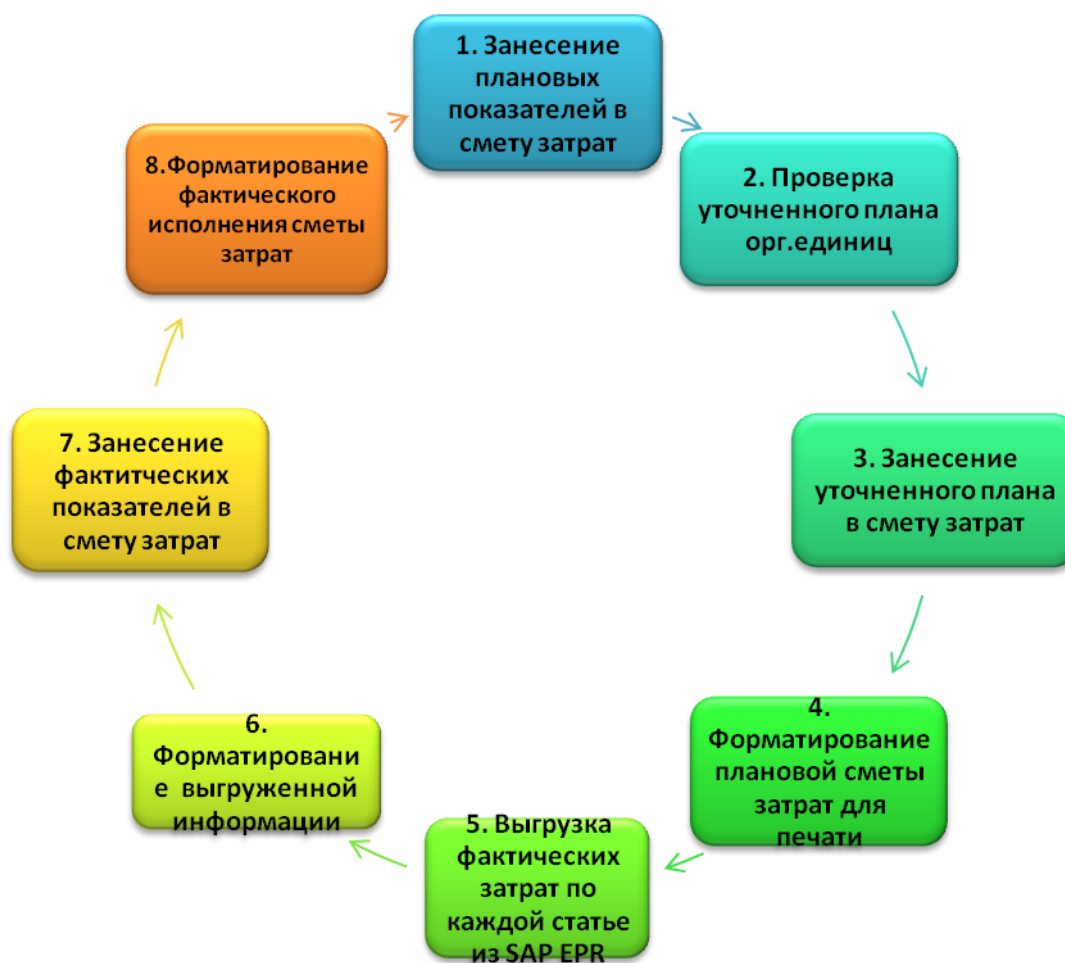 1. Занесение
плановых
показателей в
смету затрат
2. Проверка
уточненного плана
орг.единиц
3. Занесение
уточненного плана
в смету затрат
4.
Форматирование
плановой сметы
затрат для
печати
5. Выгрузка
фактических
затрат по
каждой статье
из SAP EPR
6.
Форматировани
е выгруженной
информации
7. Занесение
фактитческих
показателей в
смету затрат
8.Форматирование
фактического
исполнения сметы
затрат